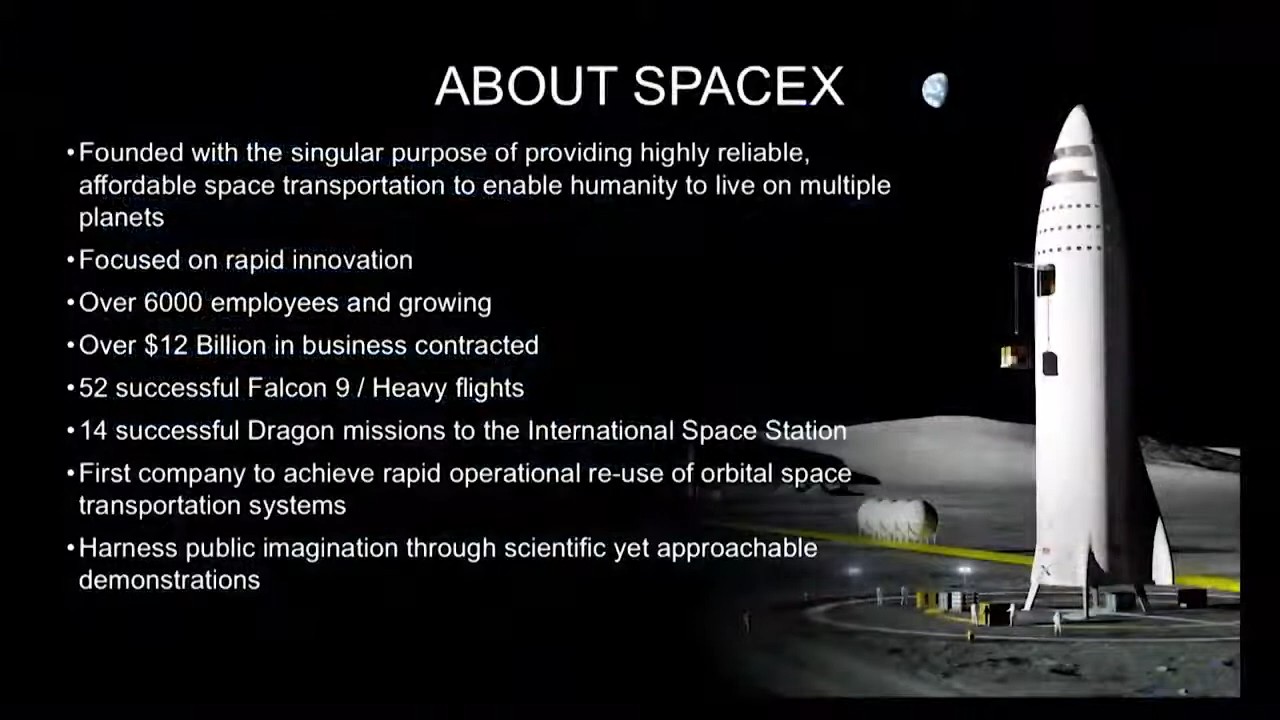 ABOUT SPACEX
•Founded with the singular purpose of providing highly reliable,
affordable space transportation to enable humanity to live on multiple
planets
•Focused on rapid innovation
•Over 6000 employees and growing
•Over $12 Billion in business contracted
•52 successful Falcon 9 / Heavy flights
•14 successful Dragon missions to the International Space Station
•First company to achieve rapid operational re-use of orbital space
transportation systems
•Harness public imagination through scientific yet approachable
demonstrations